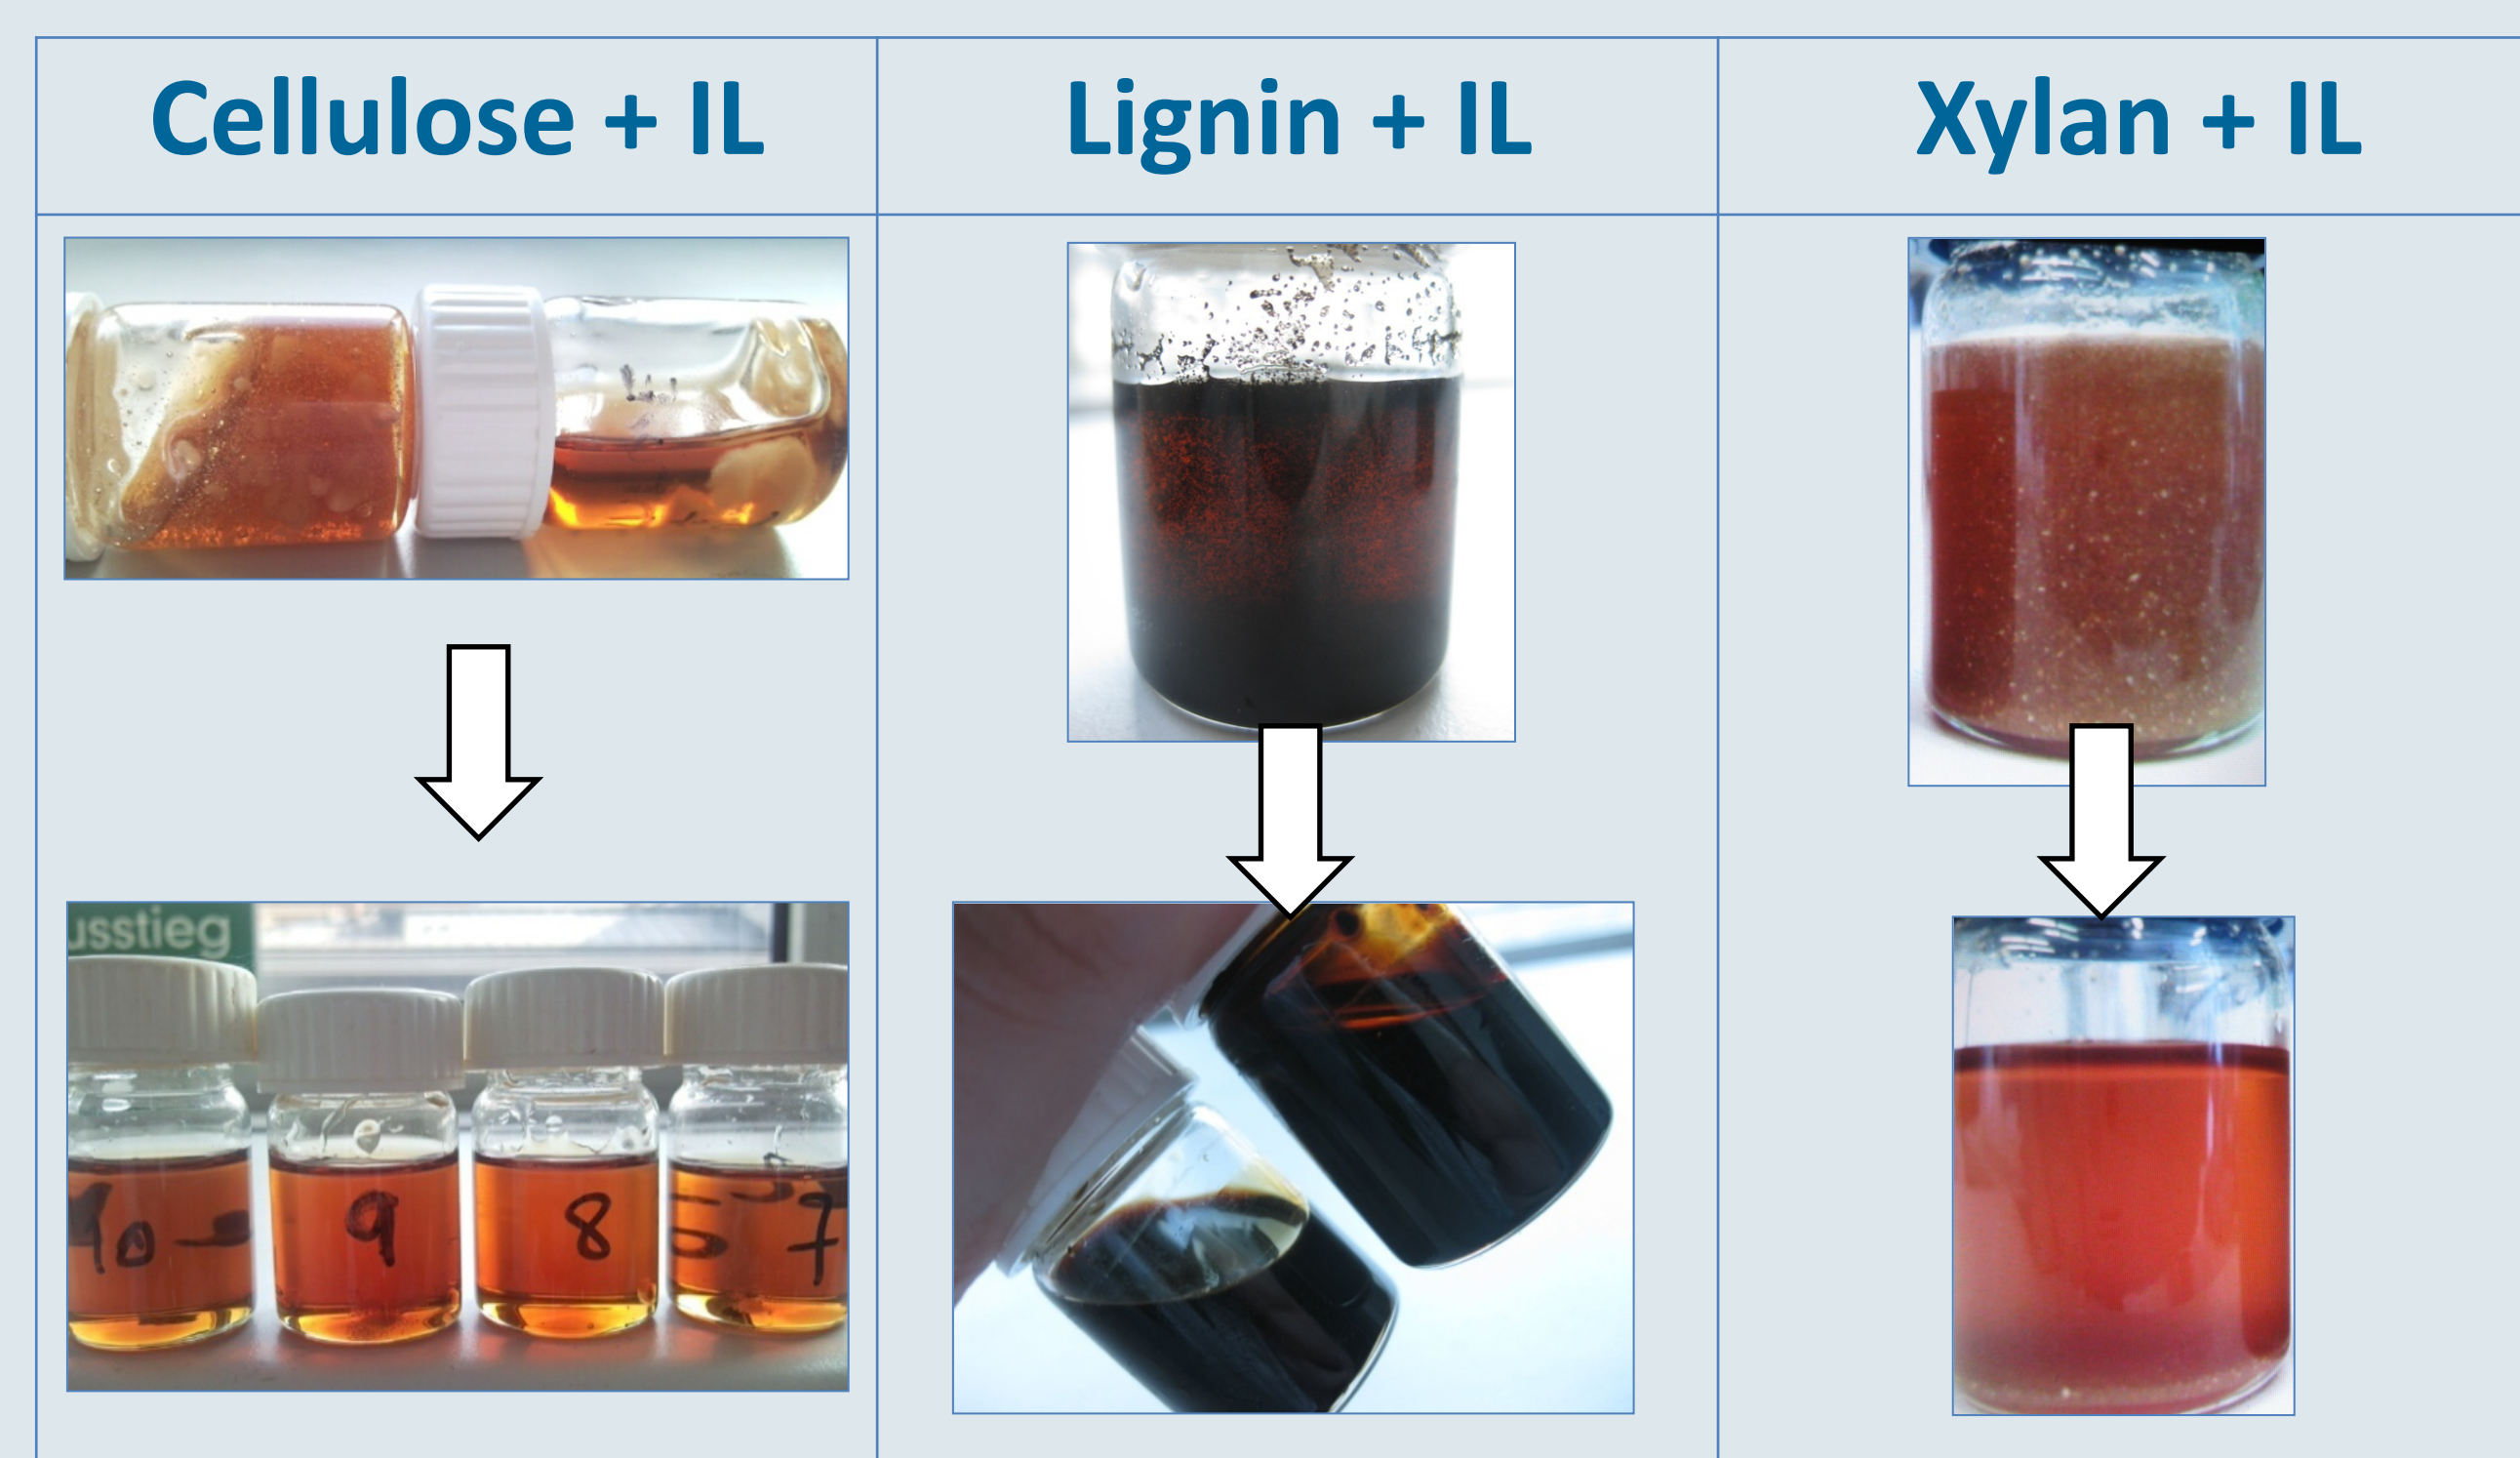 Cellulose + IL
Lignin + IL
Xylan + IL
usstieg
10
9
8
7